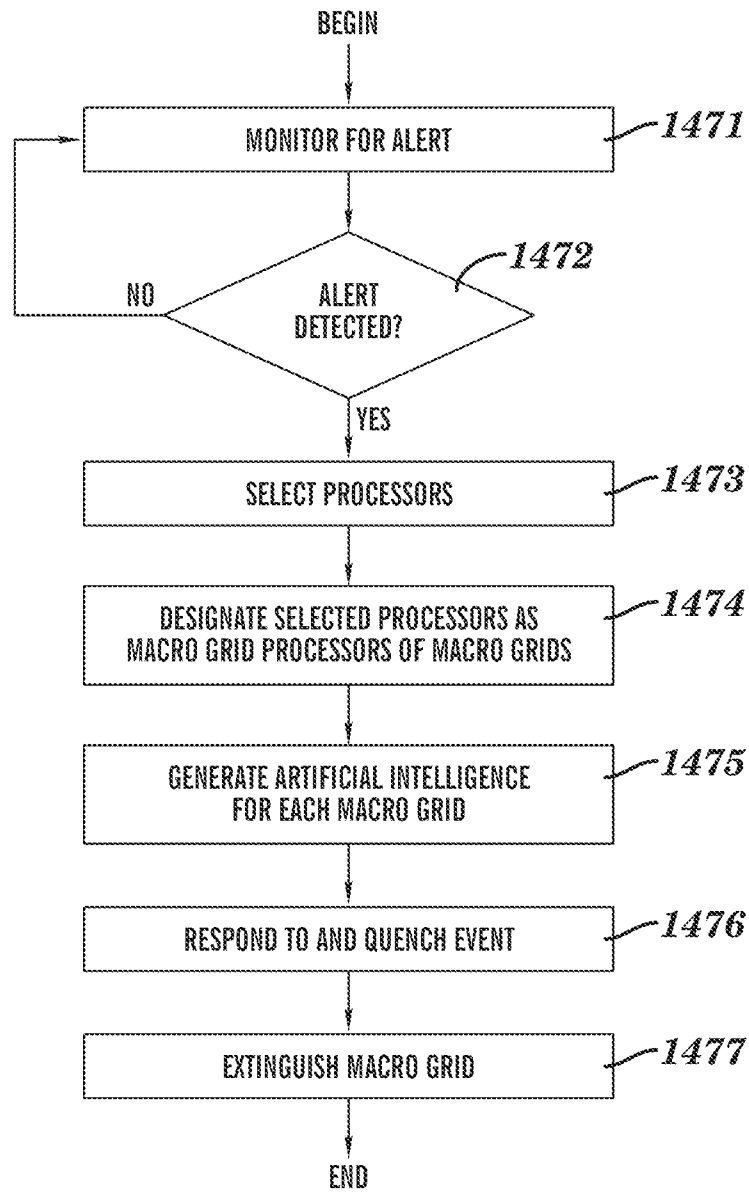 BEGIN
MONITOR FOR ALERT
1471
ALERT
DETECTED?
1472
NO
YES
SELECT PROCESSORS
1473
DESIGNATE SELECTED PROCESSORS AS
MACRO GRID PROCESSORS OF MACRO GRIDS
1474
GENERATE ARTIFICIAL INTELLIGENCE
FOR EACH MACRO GRID
1475
RESPOND TO AND QUENCH EVENT
1476
EXTINGUISH MACRO GRID
1477
END